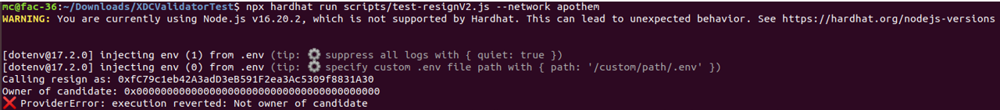 mc@fac-36:~/Downloads/XDCValidatorTest$ npx hardhat run scripts/test-resignV2.js --network apothem
WARNING: You are currently using Node.js v16.20.2, which is not supported by Hardhat. This can lead to unexpected behavior. See https://hardhat.org/nodejs-versions
[dotenv@17.2.0] injecting env (1) from .env (tip: ⚙️ suppress all logs with { quiet: true })
[dotenv@17.2.0] injecting env (0) from .env (tip: ⚙️ specify custom .env file path with { path: '/custom/path/.env' })
Calling resign as: 0xfC79c1eb42A3adD3eB591F2ea3Ac5309f8831A30
Owner of candidate: 0x0000000000000000000000000000000000000000
❌ ProviderError: execution reverted: Not owner of candidate